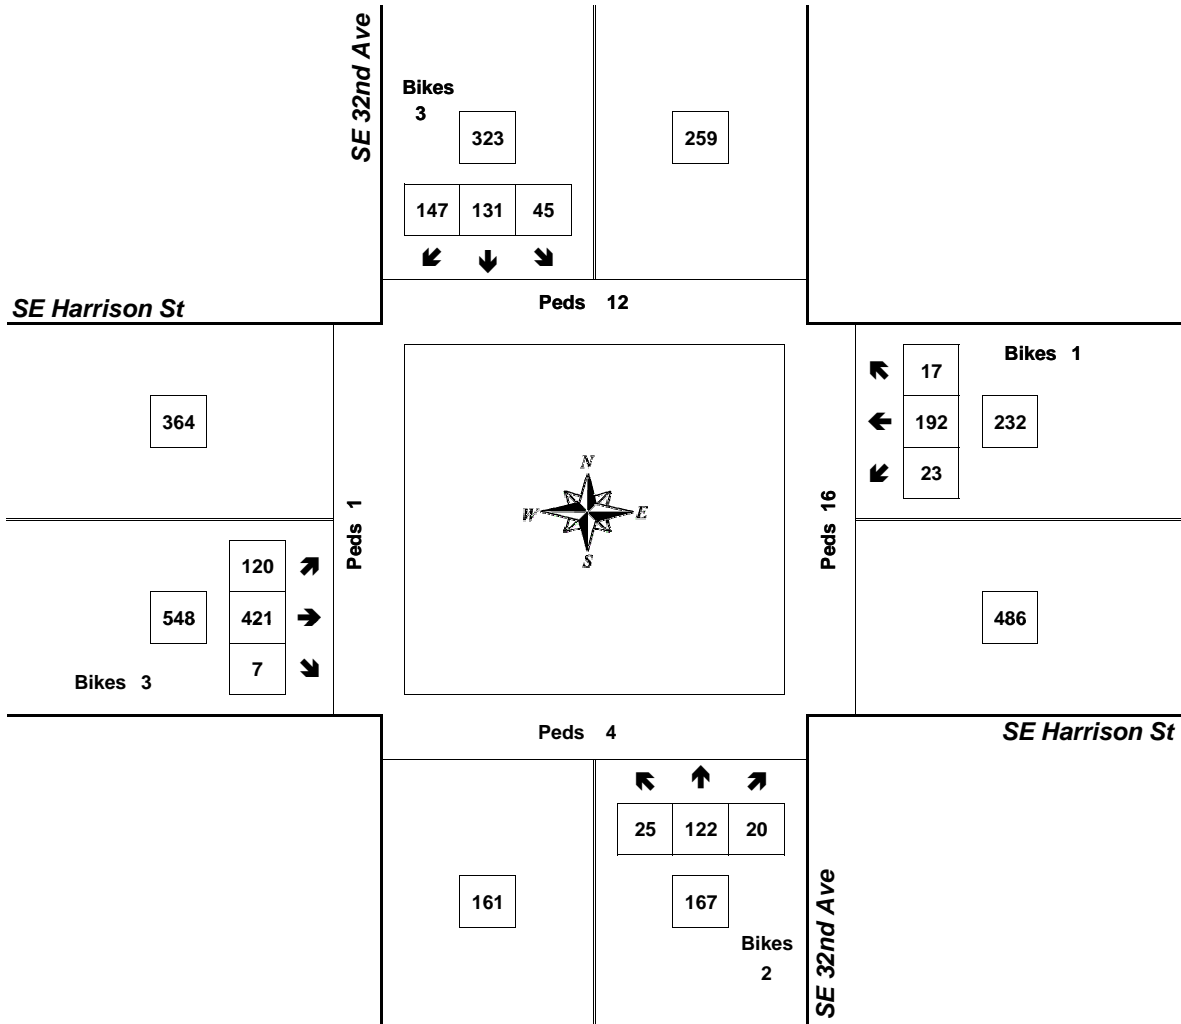 SE 32nd Ave
Bikes
3
323
259
147 131 45
SE Harrison St
Peds 12
17
Bikes 1
364
192
232
23
N
W E
S
Peds 1
Peds 16
120
548
421
486
7
Bikes 3
Peds 4
SE Harrison St
25 122 20
161
167
Bikes
2
SE 32nd Ave